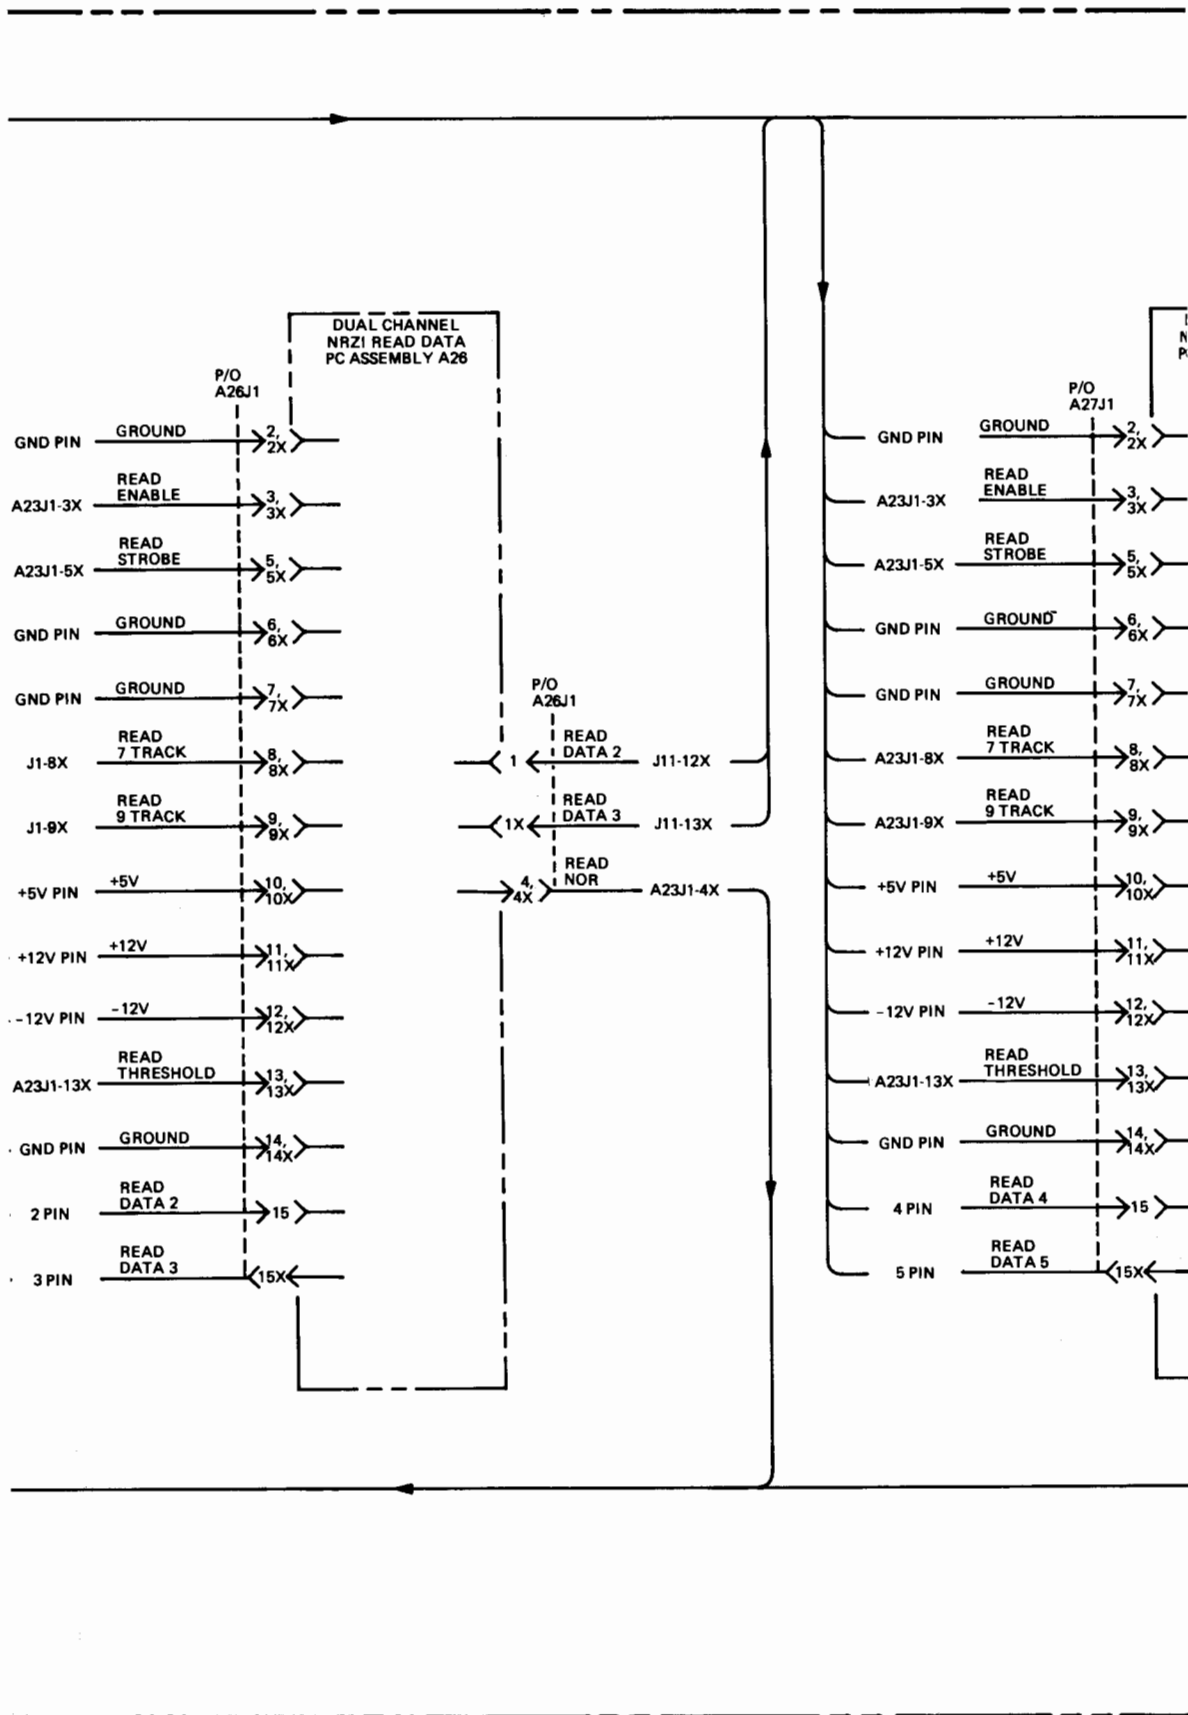 DUAL CHANNEL
NRZI READ DATA
PC ASSEMBLY A26
P/O
A26J1
GND PIN GROUND 2,
2X
READ
A23J1-3X ENABLE 3,
3X
READ
A23J1-5X STROBE 5,
5X
GND PIN GROUND 6,
6X
GND PIN GROUND 7,
7X
READ
J1-8X 7 TRACK 8,
8X
READ
J1-9X 9 TRACK 9,
9X
+5V PIN +5V 10,
10X
+12V PIN +12V 11,
11X
-12V PIN -12V 12,
12X
READ
A23J1-13X THRESHOLD 13,
13X
GND PIN GROUND 14,
14X
READ
2 PIN DATA 2 15
READ
3 PIN DATA 3 15X
P/O
A26J1
READ
1 DATA 2 J11-12X
READ
1X DATA 3 J11-13X
READ
4, NOR A23J1-4X
4X
N
P
P/O
A27J1
GND PIN GROUND 2,
2X
READ
A23J1-3X ENABLE 3,
3X
READ
A23J1-5X STROBE 5,
5X
GND PIN GROUND 6,
6X
GND PIN GROUND 7,
7X
READ
A23J1-8X 7 TRACK 8,
8X
READ
A23J1-9X 9 TRACK 9,
9X
+5V PIN +5V 10,
10X
+12V PIN +12V 11,
11X
-12V PIN -12V 12,
12X
READ
A23J1-13X THRESHOLD 13,
13X
GND PIN GROUND 14,
14X
READ
4 PIN DATA 4 15
READ
5 PIN DATA 5 15X